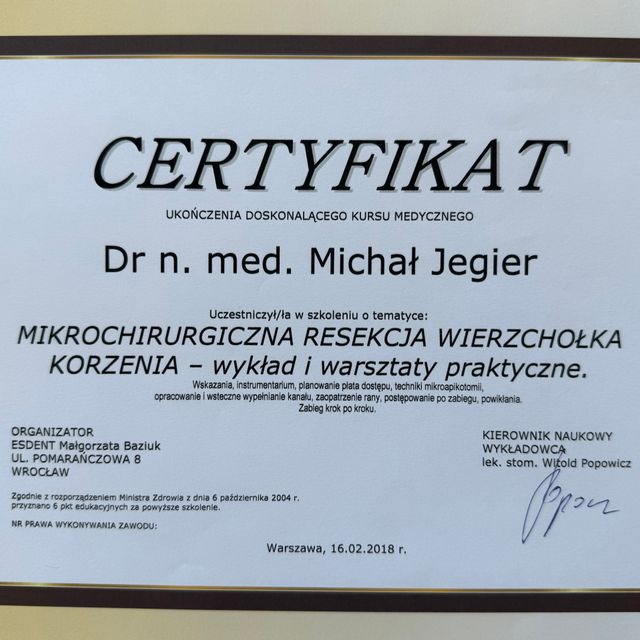 CERTYFIKAT
UKOŃCZENIA DOSKONALĄCEGO KURSU MEDYCZNEGO
Dr n. med. Michał Jegier
Uczestniczył/ła w szkoleniu o tematyce:
MIKROCHIRURGICZNA RESEKCJA WIERZCHOŁKA
KORZENIA – wykład i warsztaty praktyczne.
Wskazania, instrumentarium, planowanie płata dostępu, techniki mikroapikotomii,
opracowanie i wsteczne wypełnianie kanału, zaopatrzenie rany, postępowanie po zabiegu, powikłania.
Zabieg krok po kroku.
ORGANIZATOR
ESDENT Małgorzata Baziuk
UL. POMARAŃCZOWA 8
WROCŁAW
KIEROWNIK NAUKOWY
WYKŁADOWCA
lek. stom. Witold Popowicz
Zgodnie z rozporządzeniem Ministra Zdrowia z dnia 6 października 2004 r.
przyznano 6 pkt edukacyjnych za powyższe szkolenie.
NR PRAWA WYKONYWANIA ZAWODU:
Warszawa, 16.02.2018 r.